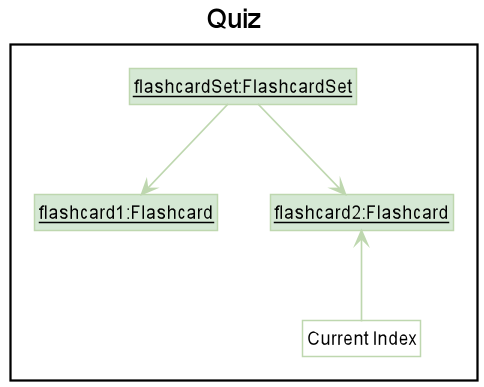 Quiz
flashcardSet:FlashcardSet
flashcard1:Flashcard
flashcard2:Flashcard
Current Index